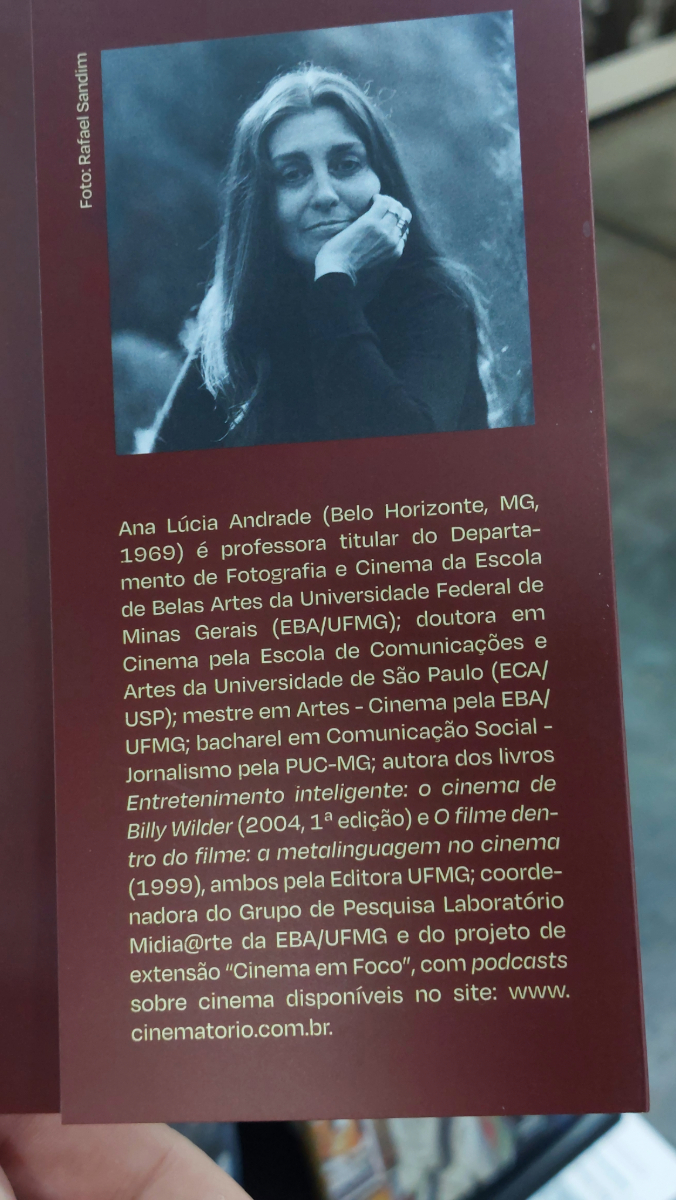 Foto: Rafael Sandim
Ana Lúcia Andrade (Belo Horizonte, MG,
1969) é professora titular do Departa-
mento de Fotografia e Cinema da Escola
de Belas Artes da Universidade Federal de
Minas Gerais (EBA/UFMG); doutora em
Cinema pela Escola de Comunicações e
Artes da Universidade de São Paulo (ECA/
USP); mestre em Artes - Cinema pela EBA/
UFMG; bacharel em Comunicação Social -
Jornalismo pela PUC-MG; autora dos livros
Entretenimento inteligente: o cinema de
Billy Wilder (2004, 1ª edição) e O filme den-
tro do filme: a metalinguagem no cinema
(1999), ambos pela Editora UFMG; coorde-
nadora do Grupo de Pesquisa Laboratório
Midia@rte da EBA/UFMG e do projeto de
extensão “Cinema em Foco”, com podcasts
sobre cinema disponíveis no site: www.
cinematorio.com.br.